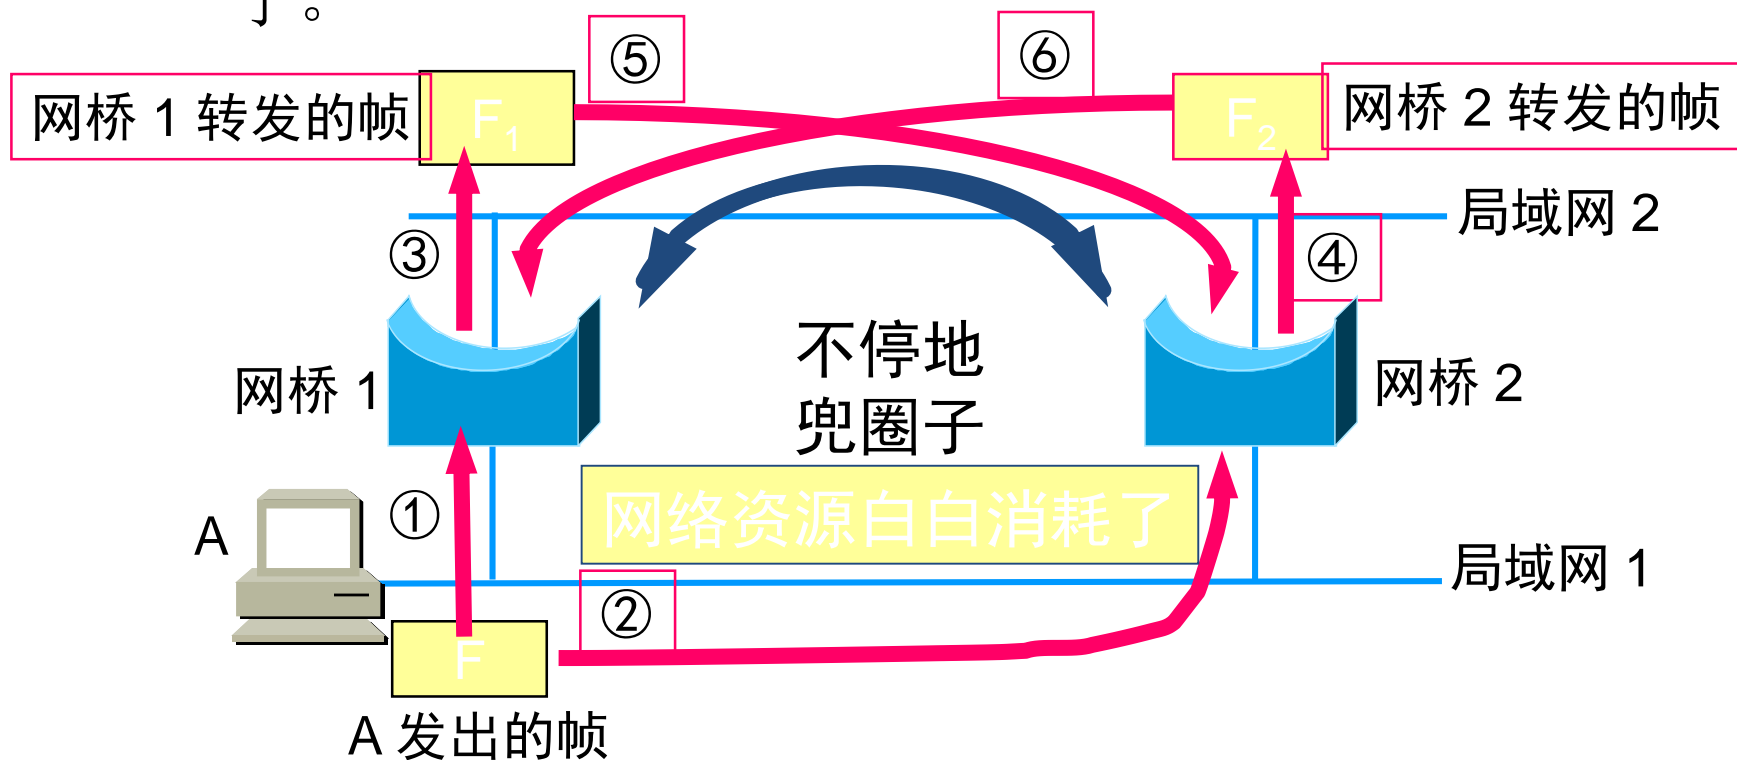 了。
⑤ ⑥
网桥 1 转发的帧 F1 F2 网桥 2 转发的帧
局域网 2
③ ④
不停地
兜圈子
网桥 1 网桥 2
网络资源白白消耗了
A ①
局域网 1
②
F
A 发出的帧